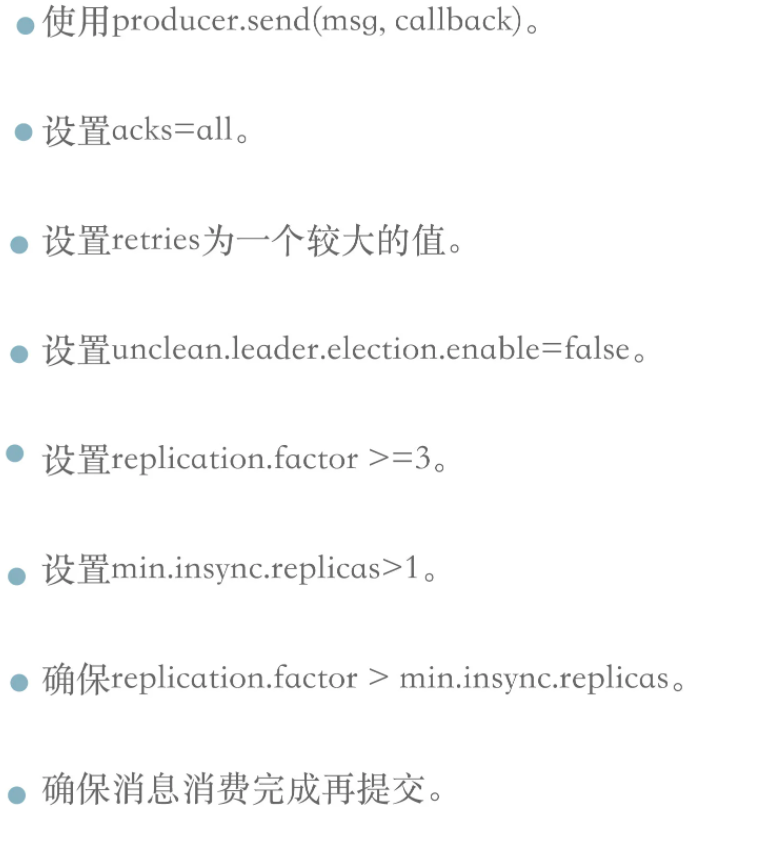 使用producer.send(msg, callback)。
设置acks=all。
设置retries为一个较大的值。
设置unclean.leader.election.enable=false。
设置replication.factor >=3。
设置min.insync.replicas>1。
确保replication.factor > min.insync.replicas。
确保消息消费完成再提交。